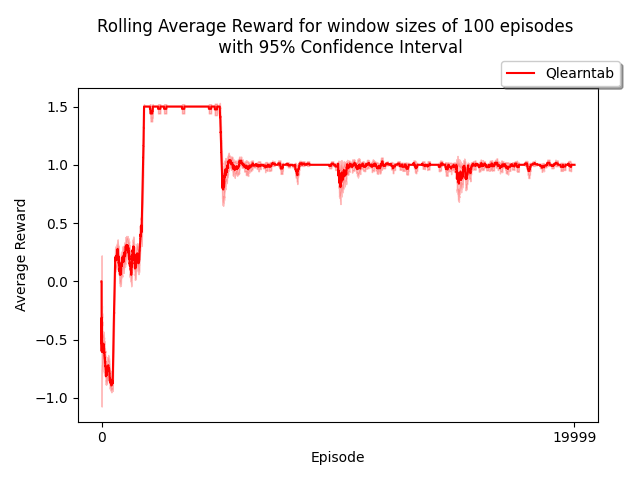 Rolling Average Reward for window sizes of 100 episodes
with 95% Confidence Interval
Qlearntab
1.5
1.0
0.5
0.0
−0.5
−1.0
Average Reward
0
19999
Episode